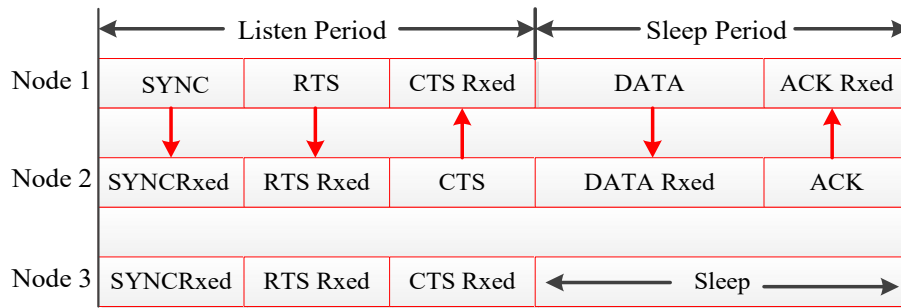 Listen Period Sleep Period
Node 1 SYNC RTS CTS Rxed DATA ACK Rxed
Node 2 SYNCRxed RTS Rxed CTS DATA Rxed ACK
Node 3 SYNCRxed RTS Rxed CTS Rxed Sleep